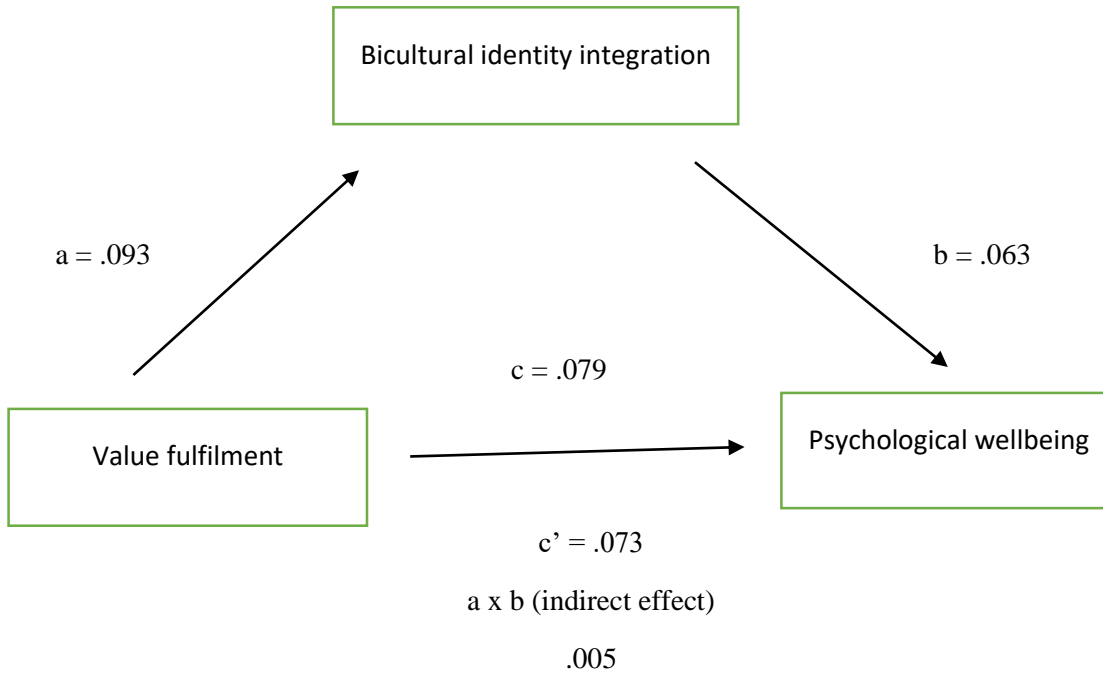 Bicultural identity integration
a = .093
b = .063
c = .079
Value fulfilment
Psychological wellbeing
c’ = .073
a x b (indirect effect)
.005